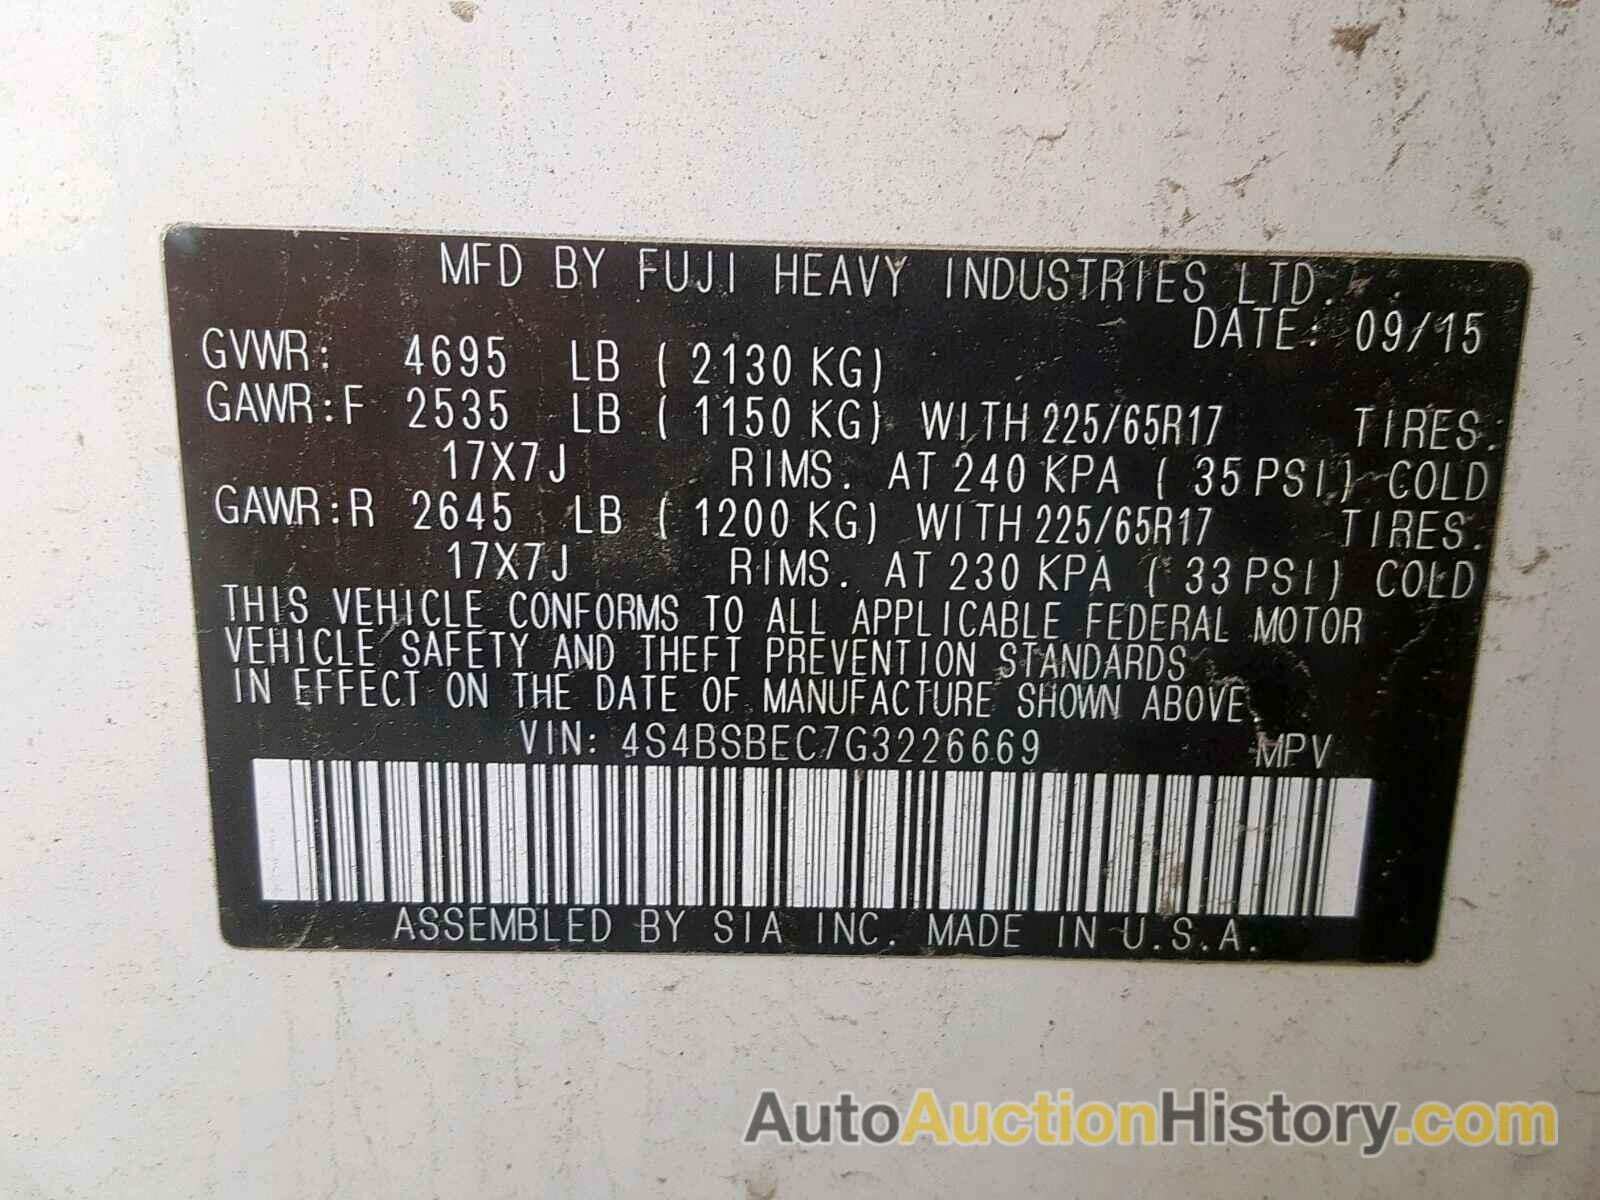 MFD BY FUJI HEAVY INDUSTRIES LTD.
DATE: 09/15
GVWR: 4695 LB ( 2130 KG)
GAWR:F 2535 LB ( 1150 KG) WITH 225/65R17 TIRES.
17X7J RIMS. AT 240 KPA ( 35 PSI) COLD
GAWR:R 2645 LB ( 1200 KG) WITH 225/65R17 TIRES.
17X7J RIMS. AT 230 KPA ( 33 PSI) COLD
THIS VEHICLE CONFORMS TO ALL APPLICABLE FEDERAL MOTOR
VEHICLE SAFETY AND THEFT PREVENTION STANDARDS
IN EFFECT ON THE DATE OF MANUFACTURE SHOWN ABOVE.
VIN: 4S4BSBEC7G3226669 MPV
ASSEMBLED BY SIA INC. MADE IN U.S.A.
AutoAuctionHistory.com